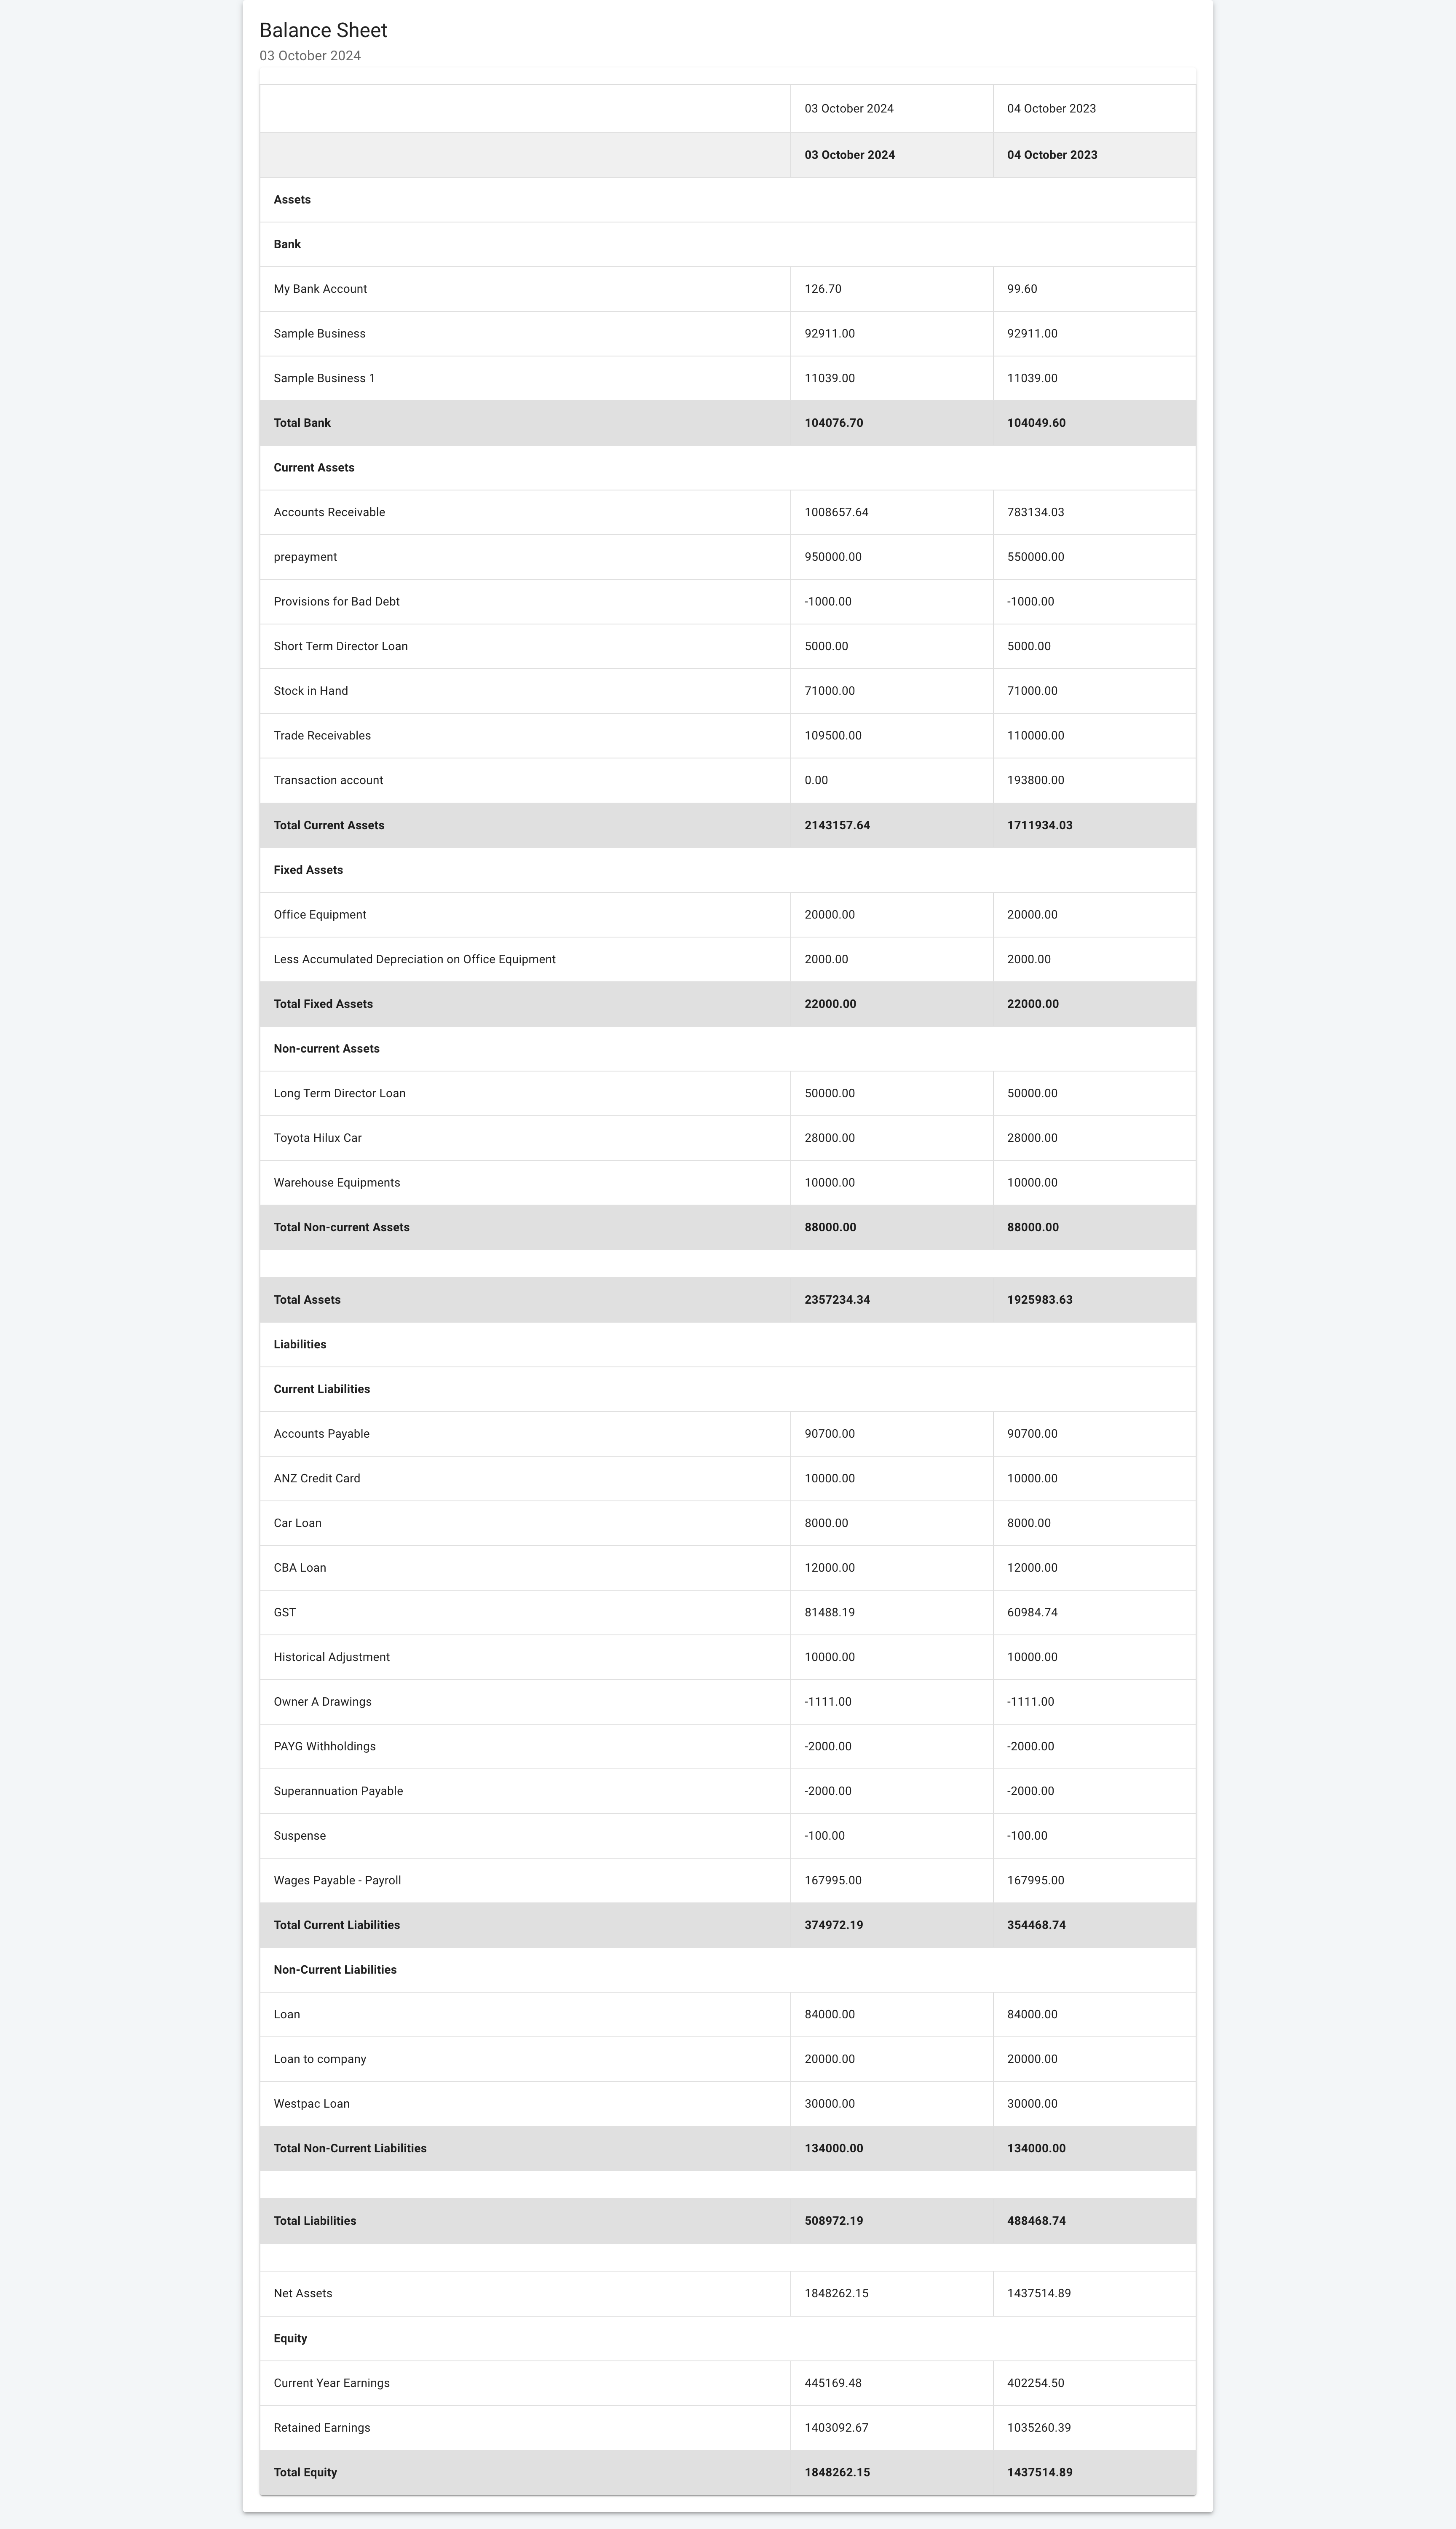 Balance Sheet
03 October 2024
03 October 2024 04 October 2023
03 October 2024 04 October 2023
Assets
Bank
My Bank Account 126.70 99.60
Sample Business 92911.00 92911.00
Sample Business 1 11039.00 11039.00
Total Bank 104076.70 104049.60
Current Assets
Accounts Receivable 1008657.64 783134.03
prepayment 950000.00 550000.00
Provisions for Bad Debt -1000.00 -1000.00
Short Term Director Loan 5000.00 5000.00
Stock in Hand 71000.00 71000.00
Trade Receivables 109500.00 110000.00
Transaction account 0.00 193800.00
Total Current Assets 2143157.64 1711934.03
Fixed Assets
Office Equipment 20000.00 20000.00
Less Accumulated Depreciation on Office Equipment 2000.00 2000.00
Total Fixed Assets 22000.00 22000.00
Non-current Assets
Long Term Director Loan 50000.00 50000.00
Toyota Hilux Car 28000.00 28000.00
Warehouse Equipments 10000.00 10000.00
Total Non-current Assets 88000.00 88000.00
Total Assets 2357234.34 1925983.63
Liabilities
Current Liabilities
Accounts Payable 90700.00 90700.00
ANZ Credit Card 10000.00 10000.00
Car Loan 8000.00 8000.00
CBA Loan 12000.00 12000.00
GST 81488.19 60984.74
Historical Adjustment 10000.00 10000.00
Owner A Drawings -1111.00 -1111.00
PAYG Withholdings -2000.00 -2000.00
Superannuation Payable -2000.00 -2000.00
Suspense -100.00 -100.00
Wages Payable - Payroll 167995.00 167995.00
Total Current Liabilities 374972.19 354468.74
Non-Current Liabilities
Loan 84000.00 84000.00
Loan to company 20000.00 20000.00
Westpac Loan 30000.00 30000.00
Total Non-Current Liabilities 134000.00 134000.00
Total Liabilities 508972.19 488468.74
Net Assets 1848262.15 1437514.89
Equity
Current Year Earnings 445169.48 402254.50
Retained Earnings 1403092.67 1035260.39
Total Equity 1848262.15 1437514.89